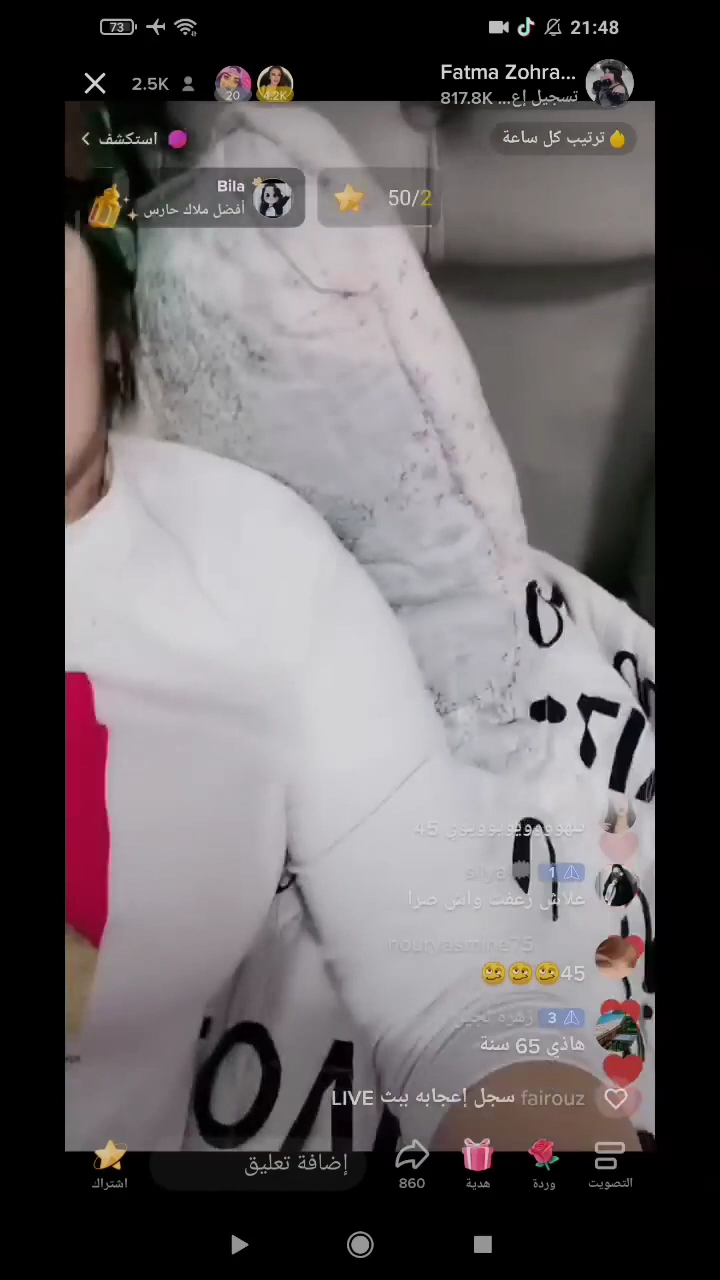 73
21:48
2.5K
20
4.2K
Fatma Zohra...
817.8K تسجيل إع...
استكشف
ترتيب كل ساعة
Bila
أفضل ملاك حارس
50/2
45
1
علاش زعفت واش صرا
nouryasmine75
45🥴🥴🥴
3
هاذي 65 سنة
fairouz سجل إعجابه ببث LIVE
إضافة تعليق
اشتراك
860
هدية
وردة
التصويت